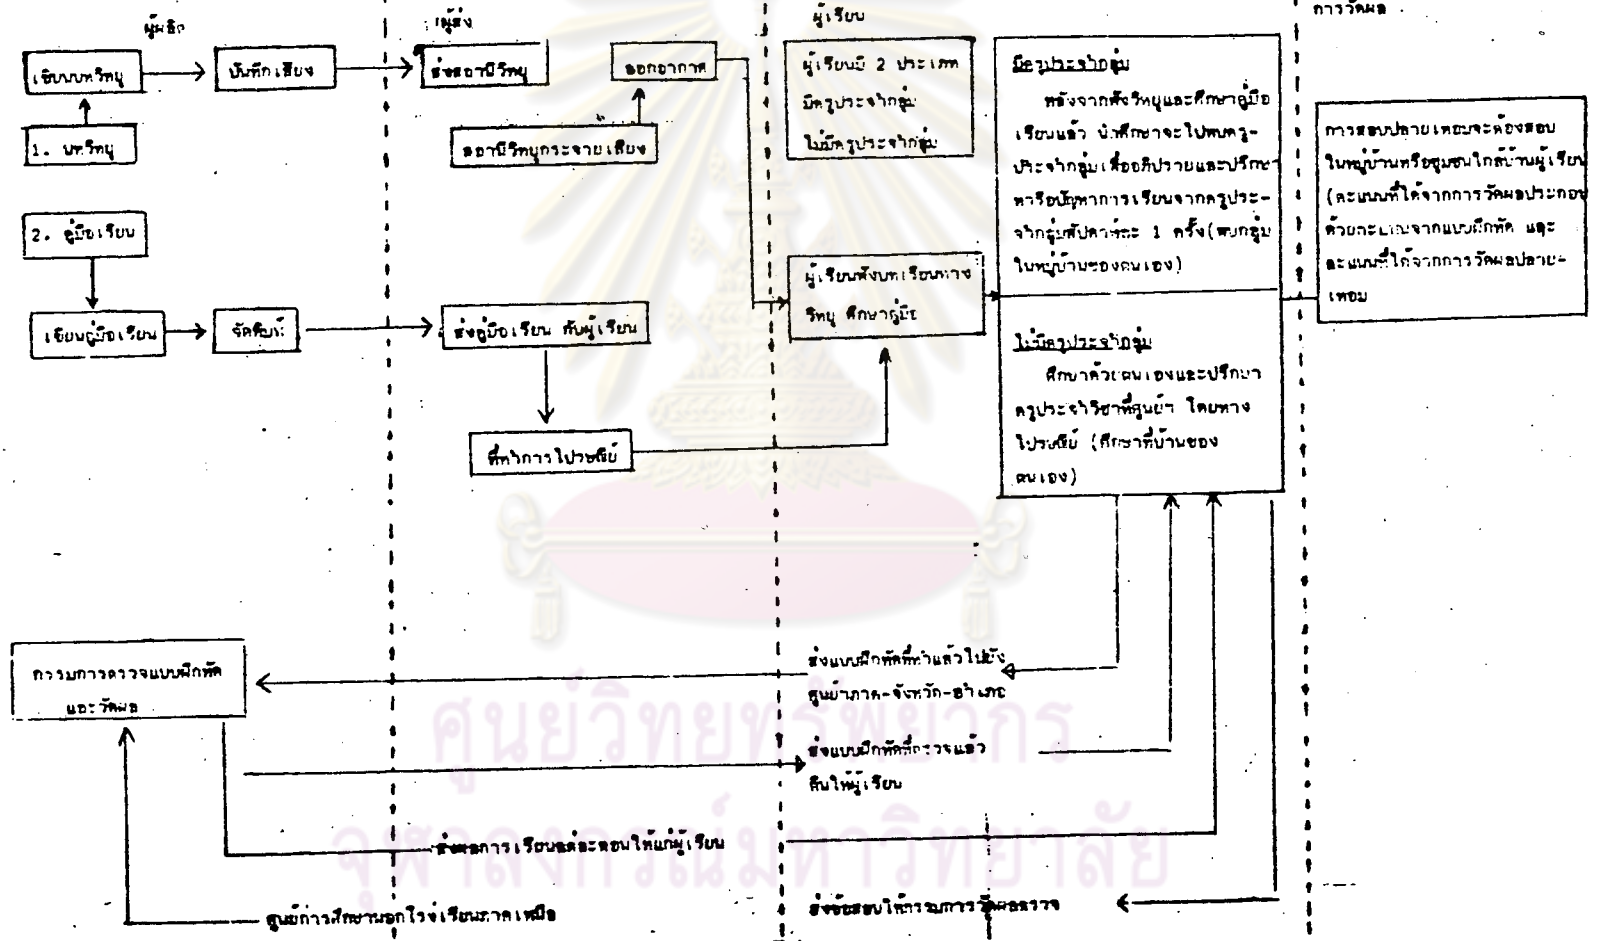 ผู้ผลิต
ผู้ส่ง
ผู้เรียน
การวัดผล
เขียนบทวิทยุ
บันทึกเสียง
ส่งสถานีวิทยุ
ออกอากาศ
1. บทวิทยุ
สถานีวิทยุกระจายเสียง
2. คู่มือเรียน
เขียนคู่มือเรียน
จัดพิมพ์
ส่งคู่มือเรียน กับผู้เรียน
ที่ทำการไปรษณีย์
ผู้เรียนมี 2 ประเภท
มีครูประจำกลุ่ม
ไม่มีครูประจำกลุ่ม
ผู้เรียนฟังบทเรียนทาง
วิทยุ ศึกษาคู่มือ
มีครูประจำกลุ่ม
หลังจากฟังวิทยุและศึกษาคู่มือ
เรียนแล้ว นักศึกษาจะไปพบครู-
ประจำกลุ่มเพื่ออภิปรายและปรึกษา
หารือปัญหาการเรียนจากครูประ-
จำกลุ่มสัปดาห์ละ 1 ครั้ง(พบกลุ่ม
ในหมู่บ้านของตนเอง)
ไม่มีครูประจำกลุ่ม
ศึกษาด้วยตนเองและปรึกษา
ครูประจำวิชาที่ศูนย์ฯ โดยทาง
ไปรษณีย์ (ศึกษาที่บ้านของ
ตนเอง)
การสอบปลายเทอมจะต้องสอบ
ในหมู่บ้านหรือชุมชนใกล้บ้านผู้เรียน
(คะแนนที่ได้จากการวัดผลประกอบ
ด้วยคะแนนจากแบบฝึกหัด และ
คะแนนที่ได้จากการวัดผลปลาย-
เทอม
กรรมการตรวจแบบฝึกหัด
และวัดผล
ส่งแบบฝึกหัดที่ทำแล้วไปยัง
ศูนย์ฯภาค-จังหวัด-อำเภอ
ส่งแบบฝึกหัดที่ตรวจแล้ว
คืนให้ผู้เรียน
ส่งผลการเรียนแต่ละตอนให้แก่ผู้เรียน
ศูนย์การศึกษานอกโรงเรียนภาคเหนือ
ส่งข้อสอบให้กรรมการวัดผลตรวจ
ศูนย์วิทยทรัพยากร
จุฬาลงกรณ์มหาวิทยาลัย